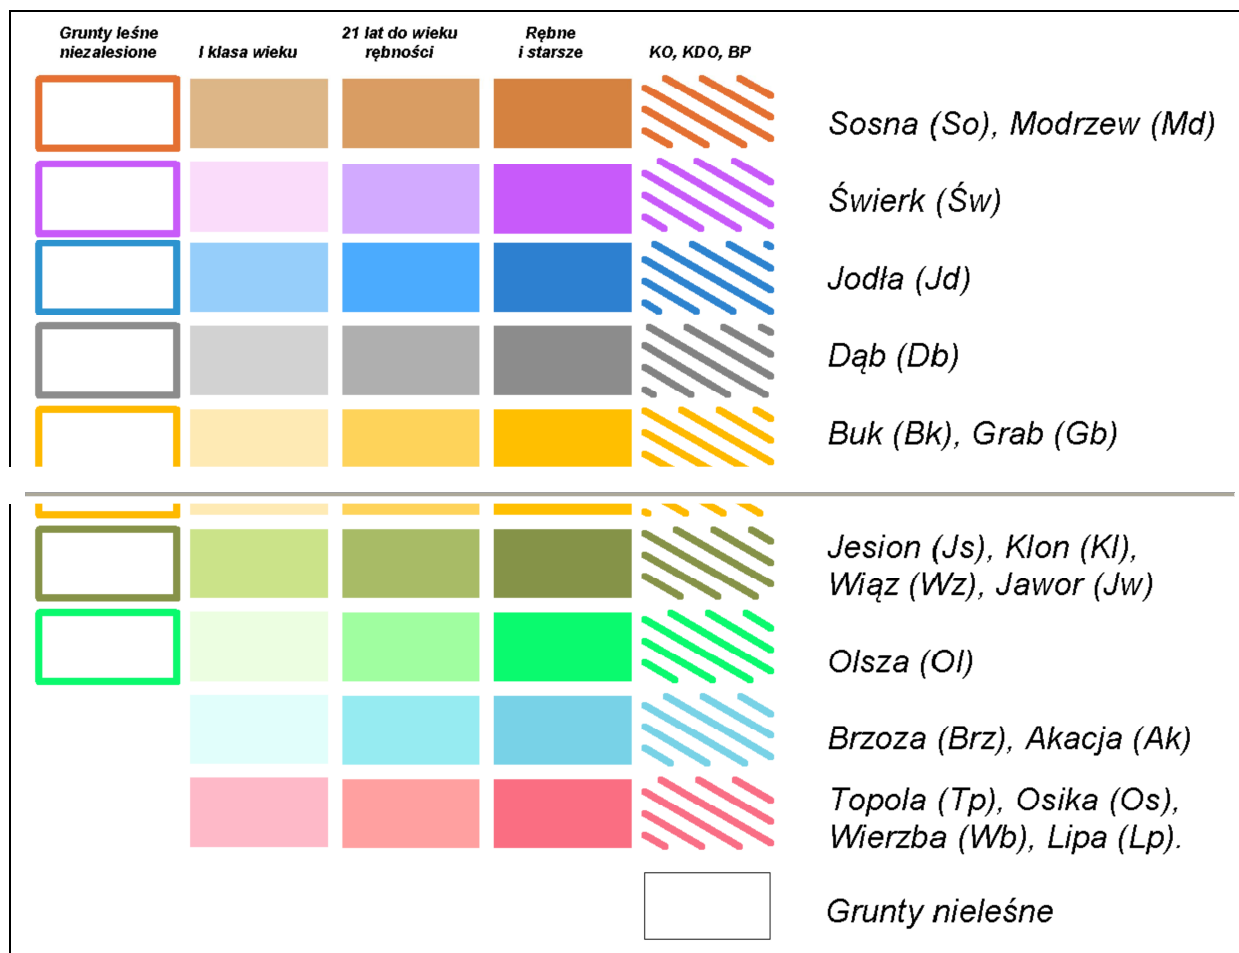 Grunty leśne
niezalesione
I klasa wieku
21 lat do wieku
rębności
Rębne
i starsze
KO, KDO, BP
Sosna (So), Modrzew (Md)
Świerk (Św)
Jodła (Jd)
Dąb (Db)
Buk (Bk), Grab (Gb)
Jesion (Js), Klon (Kl),
Wiąz (Wz), Jawor (Jw)
Olsza (Ol)
Brzoza (Brz), Akacja (Ak)
Topola (Tp), Osika (Os),
Wierzba (Wb), Lipa (Lp).
Grunty nieleśne